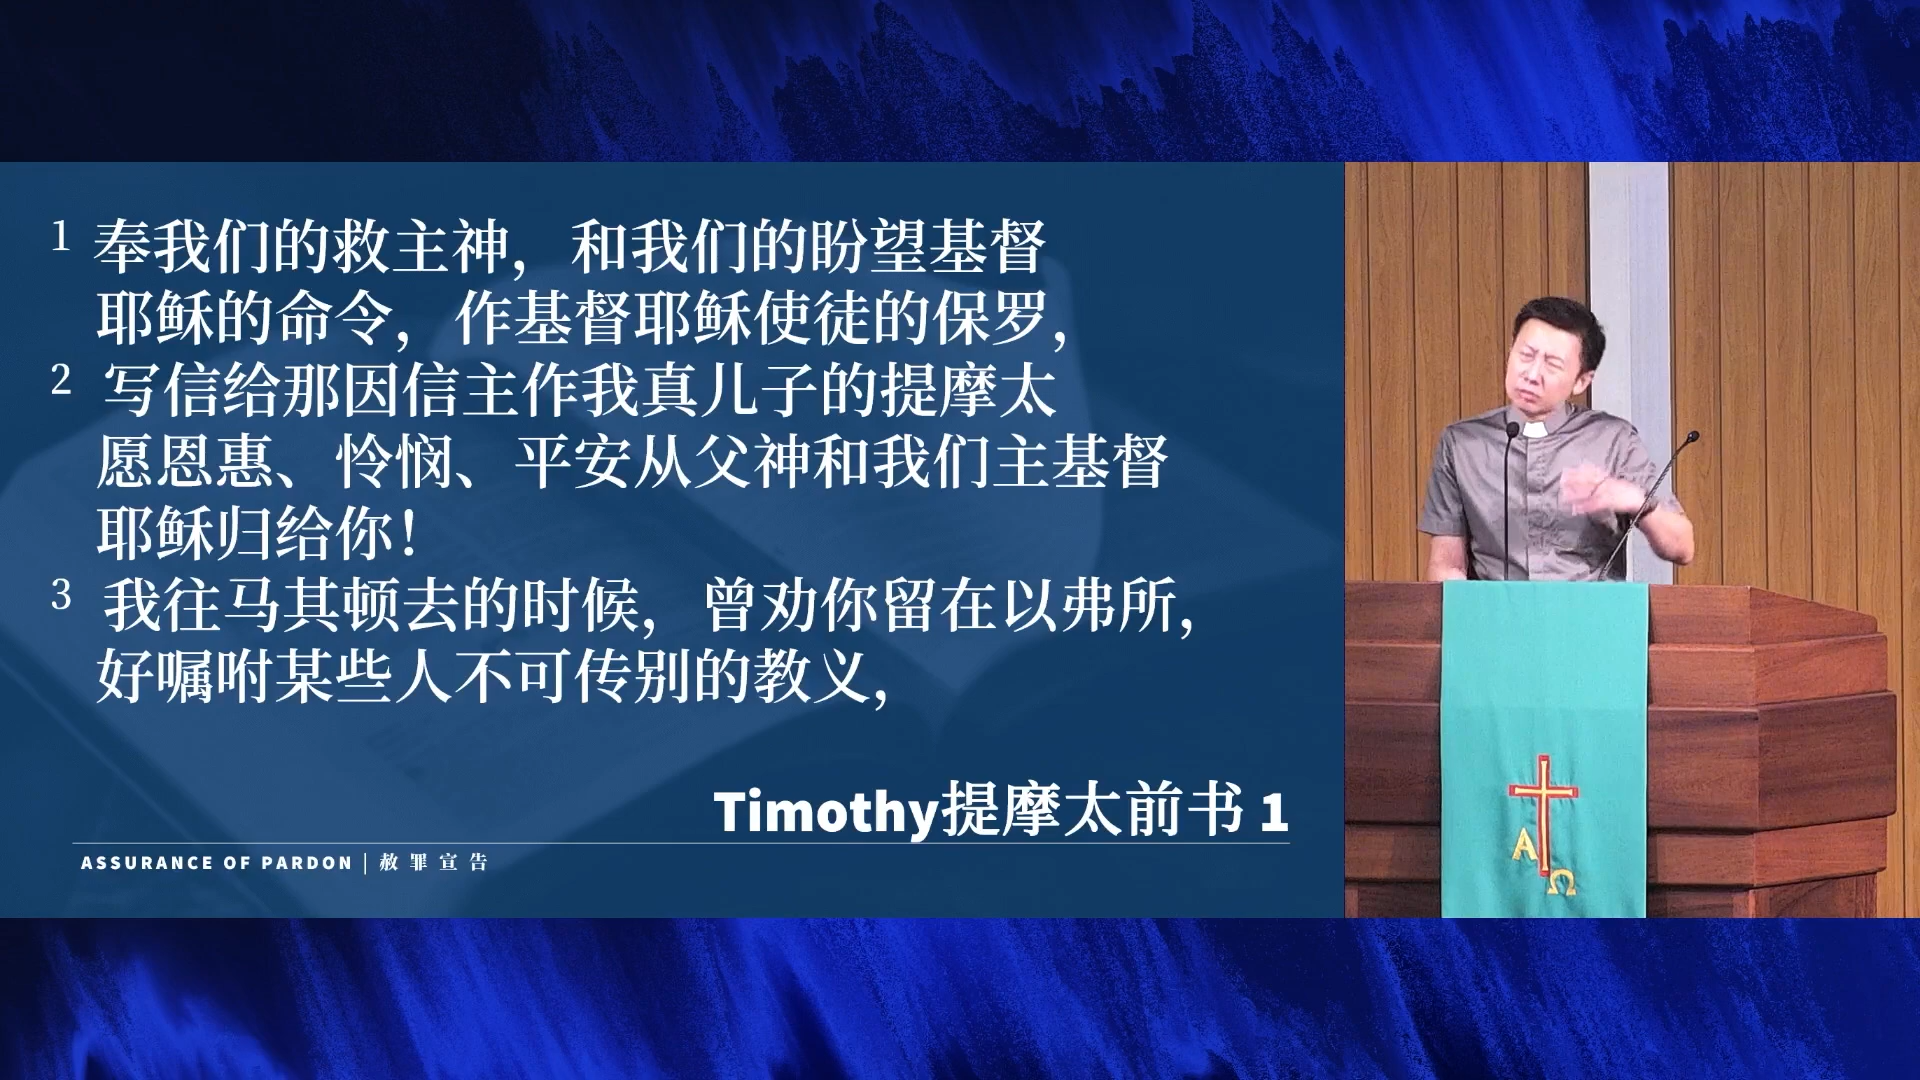 1 奉我们的救主神，和我们的盼望基督
耶稣的命令，作基督耶稣使徒的保罗，
2 写信给那因信主作我真儿子的提摩太
愿恩惠、怜悯、平安从父神和我们主基督
耶稣归给你！
3 我往马其顿去的时候，曾劝你留在以弗所，
好嘱咐某些人不可传别的教义，
Timothy提摩太前书 1
ASSURANCE OF PARDON | 赦罪宣告
Α
Ω